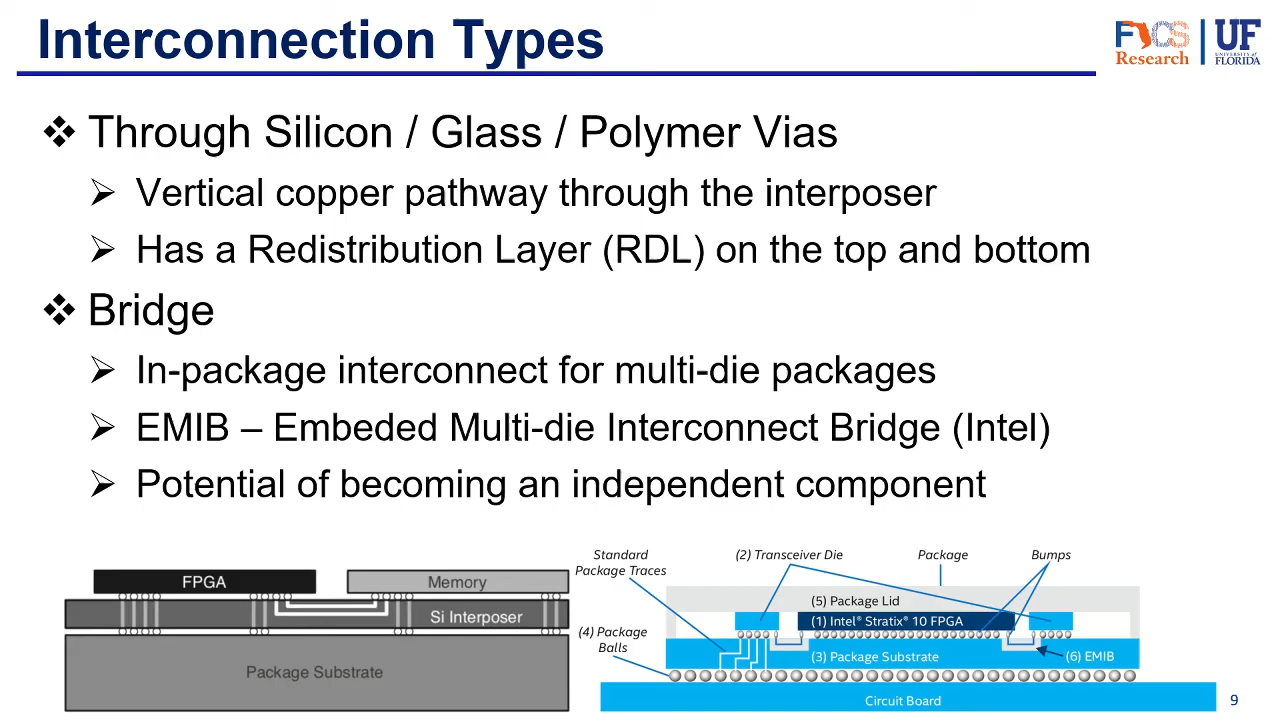 Interconnection Types
FICS
Research
UF
UNIVERSITY of
FLORIDA
Through Silicon / Glass / Polymer Vias
Vertical copper pathway through the interposer
Has a Redistribution Layer (RDL) on the top and bottom
Bridge
In-package interconnect for multi-die packages
EMIB – Embeded Multi-die Interconnect Bridge (Intel)
Potential of becoming an independent component
FPGA
Memory
Si Interposer
Package Substrate
Standard
Package Traces
(2) Transceiver Die
Package
Bumps
(5) Package Lid
(1) Intel® Stratix® 10 FPGA
(4) Package
Balls
(3) Package Substrate
(6) EMIB
Circuit Board
9